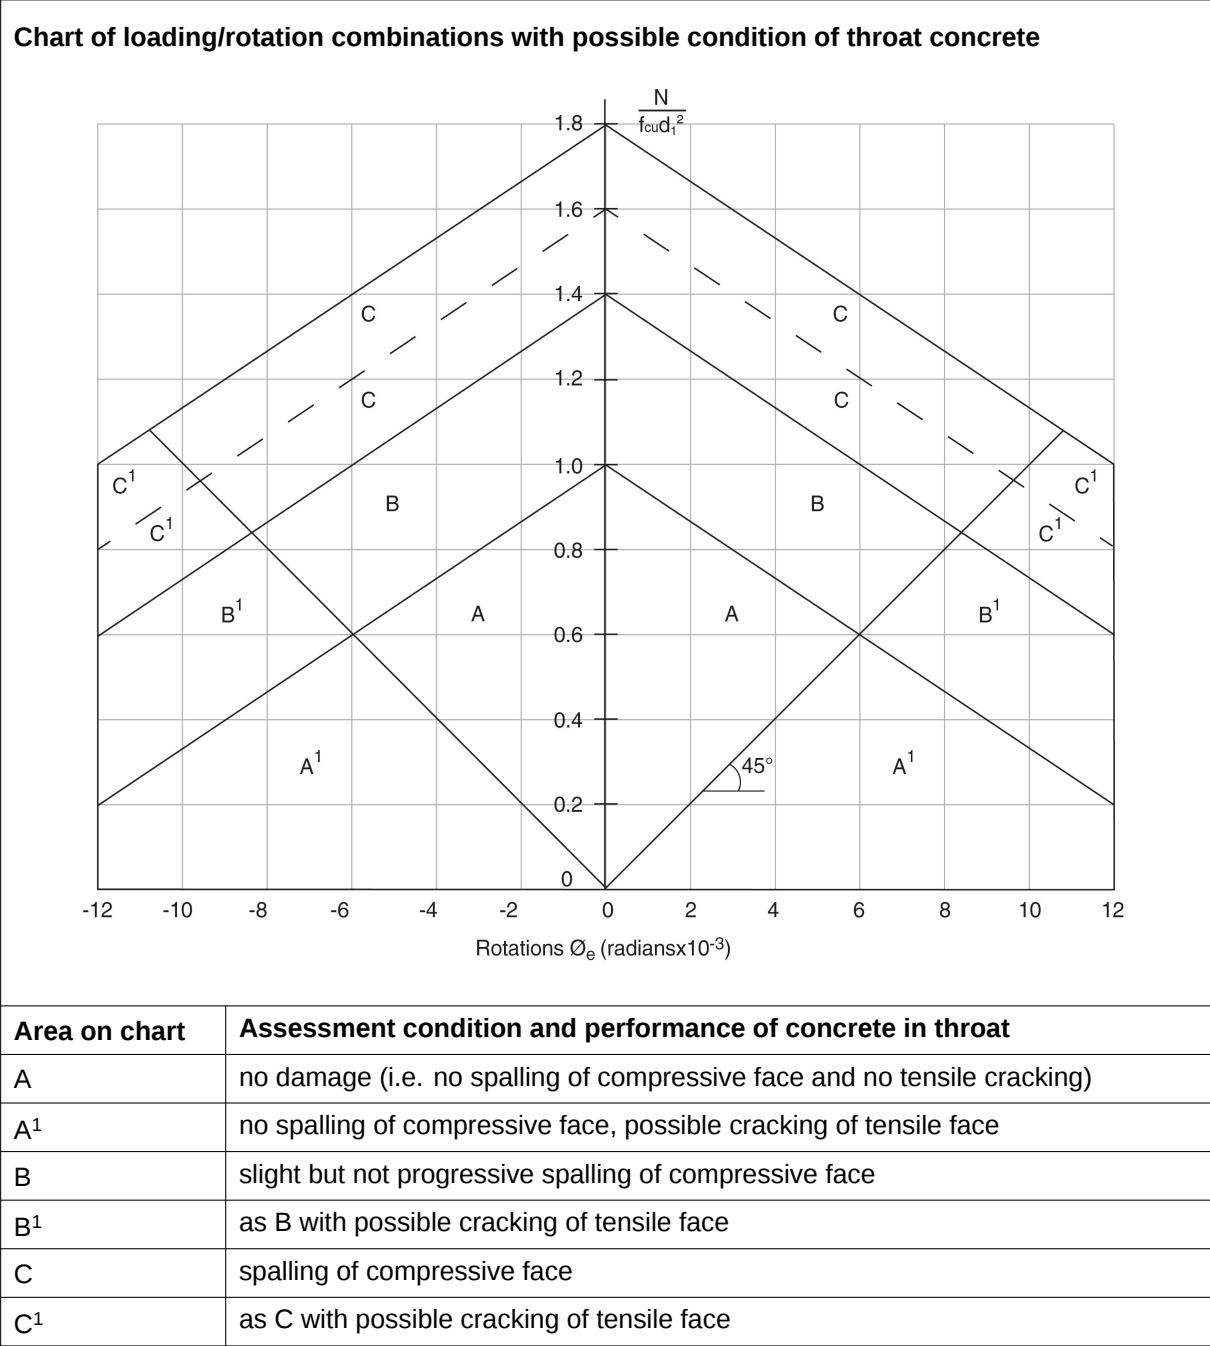 Chart of loading/rotation combinations with possible condition of throat concrete
N
fcud₁²
1.8
1.6
1.4
C C
1.2
C C
1.0
C¹ C¹
B B
C¹ C¹
0.8
B¹ A A B¹
0.6
0.4
A¹ 45° A¹
0.2
0
-12 -10 -8 -6 -4 -2 0 2 4 6 8 10 12
Rotations Øe (radiansx10⁻³)
Area on chart Assessment condition and performance of concrete in throat
A no damage (i.e. no spalling of compressive face and no tensile cracking)
A¹ no spalling of compressive face, possible cracking of tensile face
B slight but not progressive spalling of compressive face
B¹ as B with possible cracking of tensile face
C spalling of compressive face
C¹ as C with possible cracking of tensile face